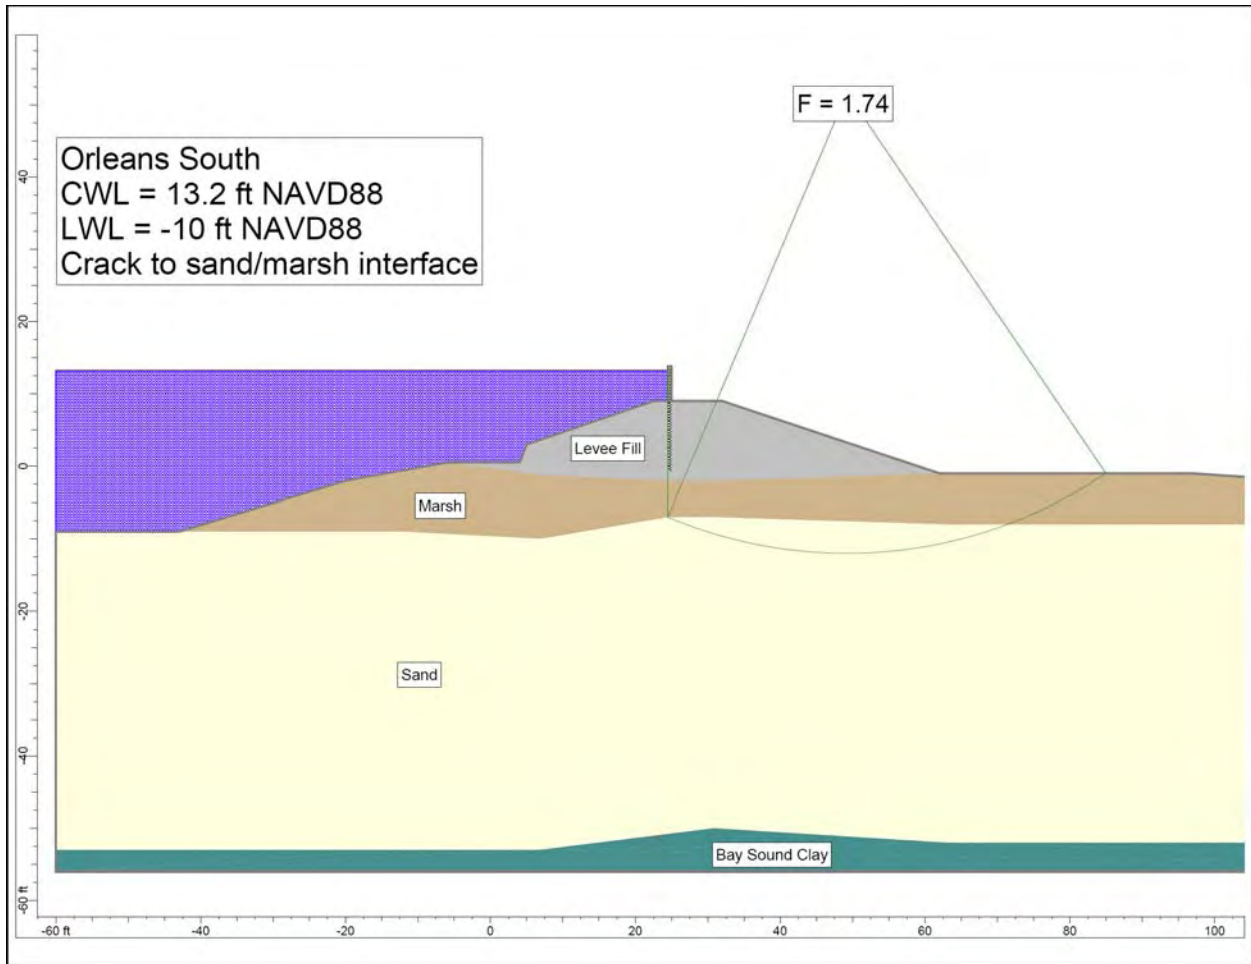 F = 1.74
Orleans South
CWL = 13.2 ft NAVD88
LWL = -10 ft NAVD88
Crack to sand/marsh interface
40
20
0
-20
-40
-60 ft
Levee Fill
Marsh
Sand
Bay Sound Clay
-60 ft -40 -20 0 20 40 60 80 100